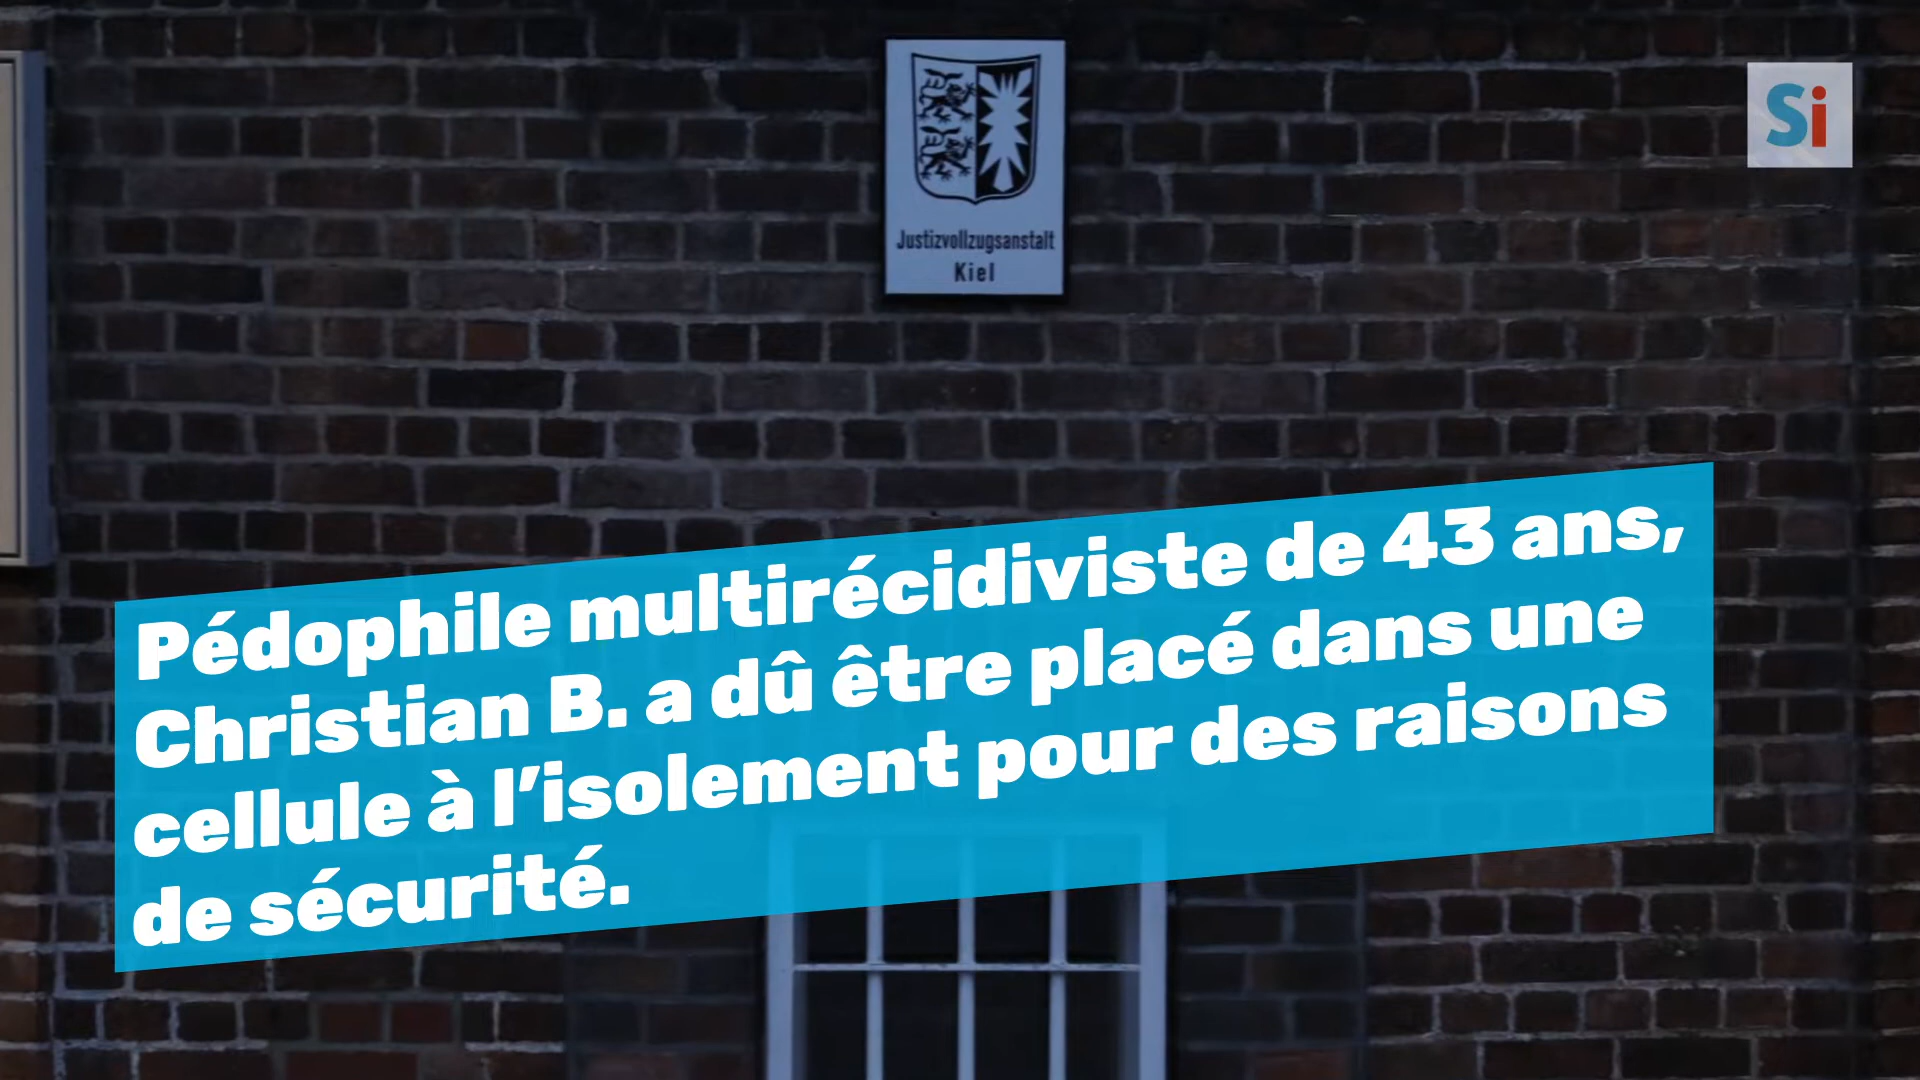 Si
Justizvollzugsanstalt
Kiel
Pédophile multirécidiviste de 43 ans,
Christian B. a dû être placé dans une
cellule à l’isolement pour des raisons
de sécurité.